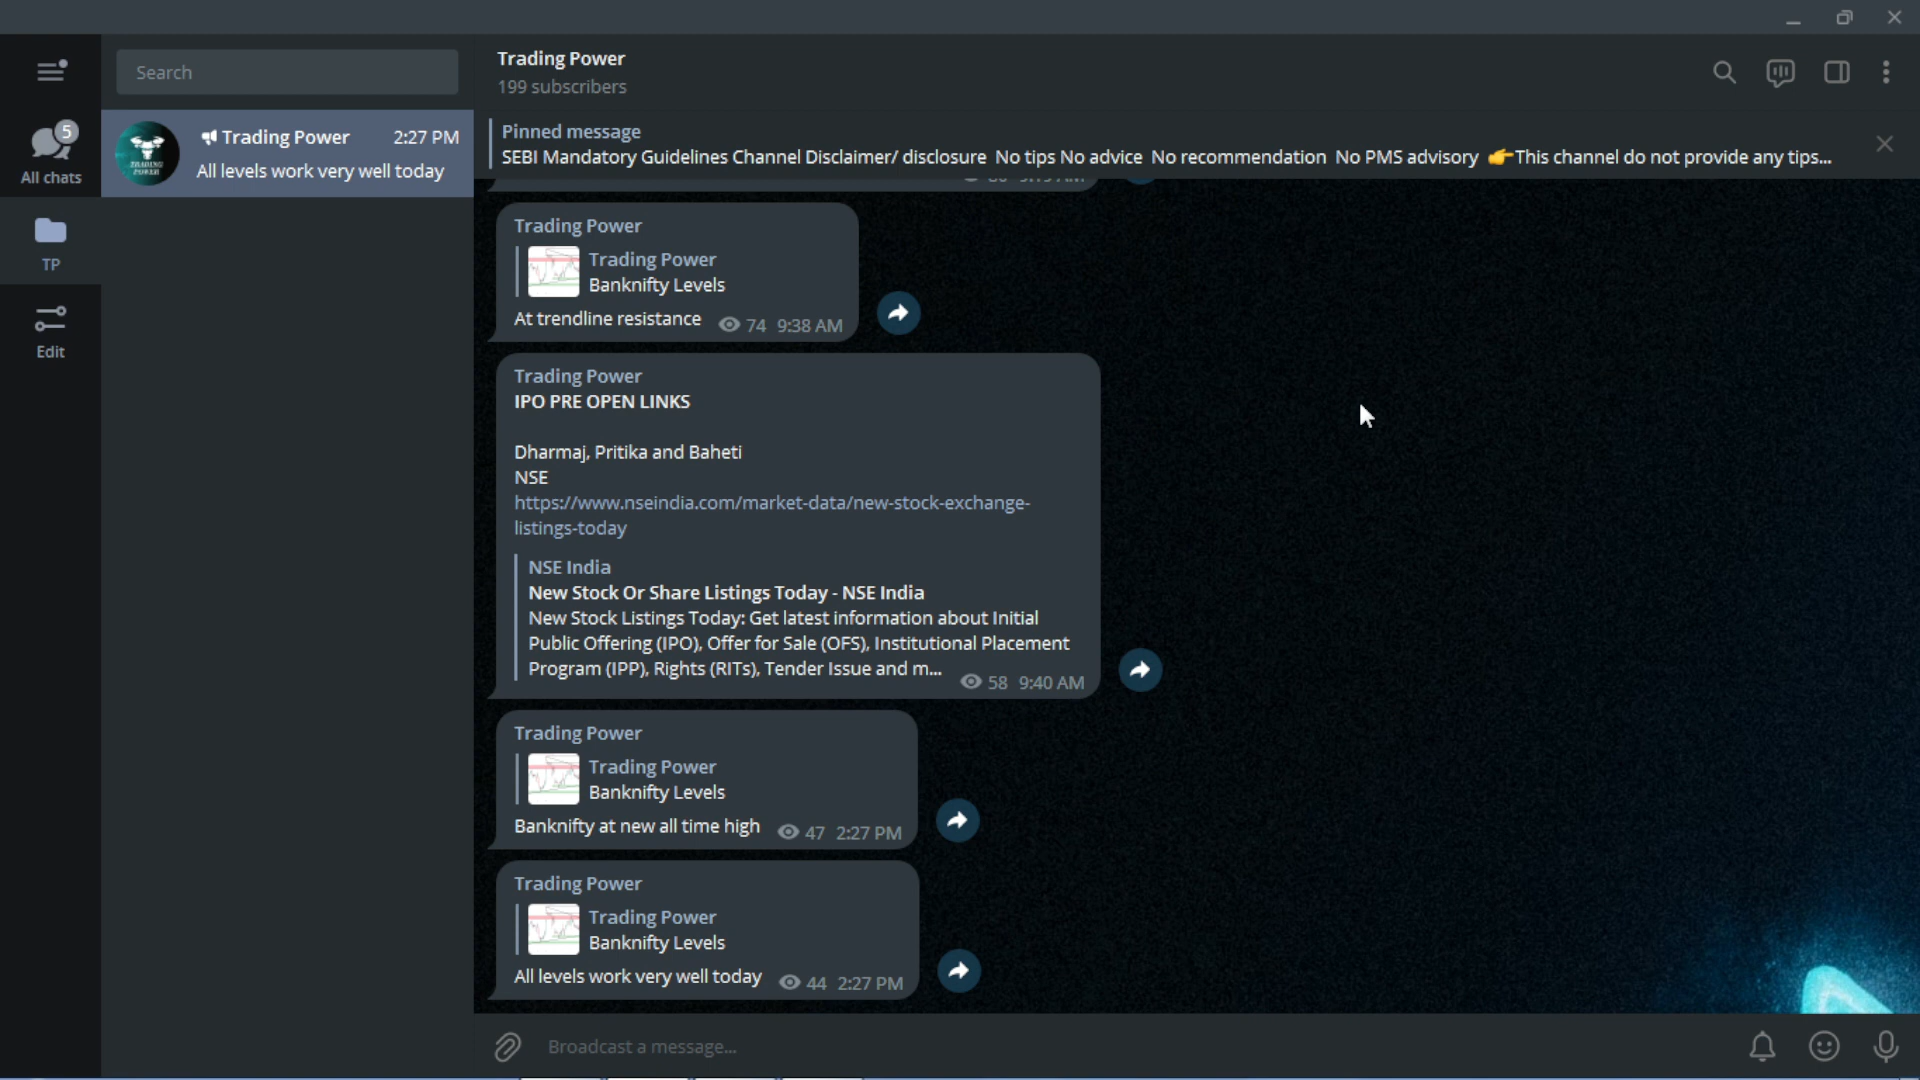 Search
5
All chats
TP
Edit
Trading Power 2:27 PM
All levels work very well today
Trading Power
199 subscribers
Pinned message
SEBI Mandatory Guidelines Channel Disclaimer/ disclosure No tips No advice No recommendation No PMS advisory 👉This channel do not provide any tips...
Trading Power
Trading Power
Banknifty Levels
At trendline resistance 74 9:38 AM
Trading Power
IPO PRE OPEN LINKS
Dharmaj, Pritika and Baheti
NSE
https://www.nseindia.com/market-data/new-stock-exchange-
listings-today
NSE India
New Stock Or Share Listings Today - NSE India
New Stock Listings Today: Get latest information about Initial
Public Offering (IPO), Offer for Sale (OFS), Institutional Placement
Program (IPP), Rights (RITs), Tender Issue and m... 58 9:40 AM
Trading Power
Trading Power
Banknifty Levels
Banknifty at new all time high 47 2:27 PM
Trading Power
Trading Power
Banknifty Levels
All levels work very well today 44 2:27 PM
Broadcast a message...